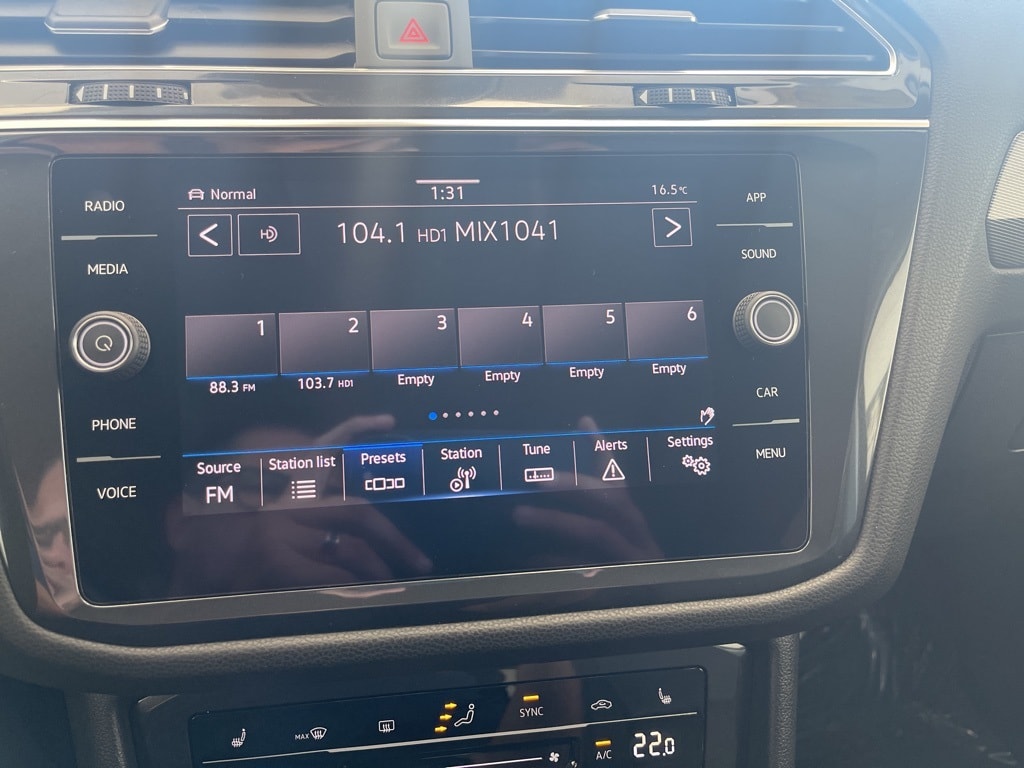 RADIO
MEDIA
PHONE
VOICE
Normal
1:31
16.5°C
104.1 HD1 MIX1041
1 2 3 4 5 6
88.3 FM 103.7 HD1 Empty Empty Empty Empty
Source Station list Presets Station Tune Alerts Settings
FM
APP
SOUND
CAR
MENU
MAX SYNC
A/C 22.0